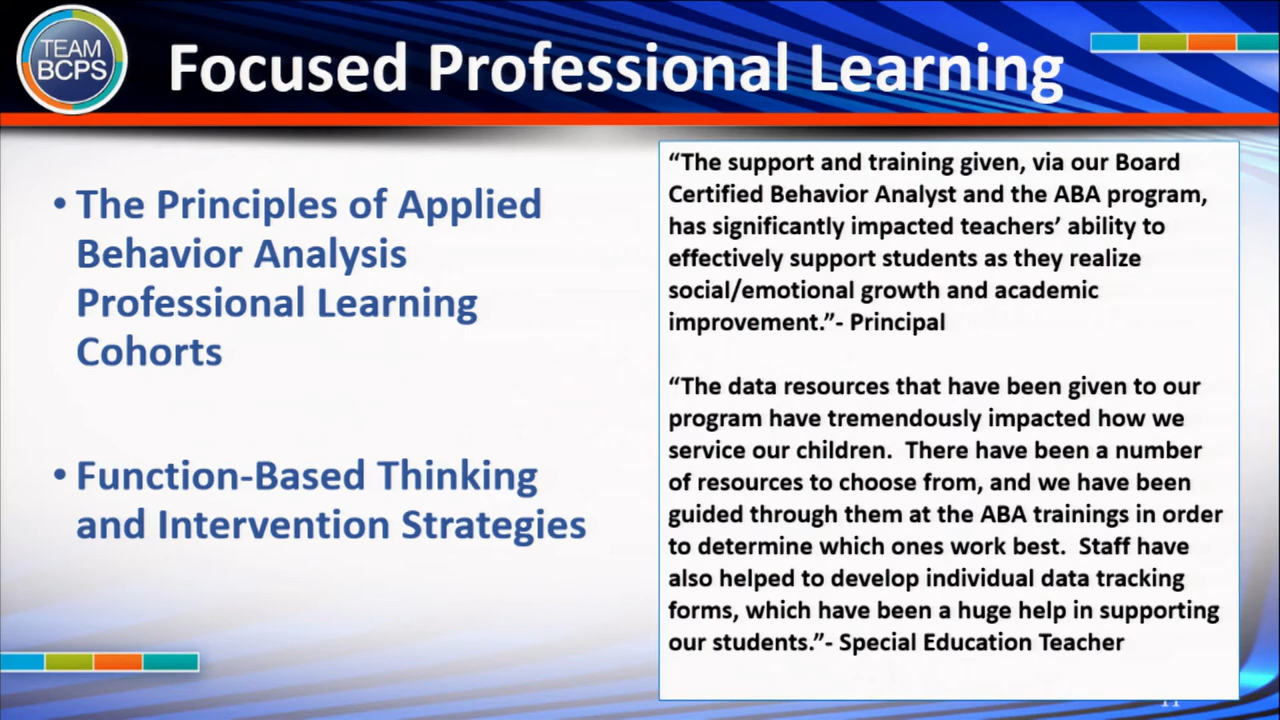 TEAM
BCPS
Focused Professional Learning
• The Principles of Applied
Behavior Analysis
Professional Learning
Cohorts
• Function-Based Thinking
and Intervention Strategies
“The support and training given, via our Board
Certified Behavior Analyst and the ABA program,
has significantly impacted teachers’ ability to
effectively support students as they realize
social/emotional growth and academic
improvement.”- Principal
“The data resources that have been given to our
program have tremendously impacted how we
service our children.  There have been a number
of resources to choose from, and we have been
guided through them at the ABA trainings in order
to determine which ones work best.  Staff have
also helped to develop individual data tracking
forms, which have been a huge help in supporting
our students.”- Special Education Teacher